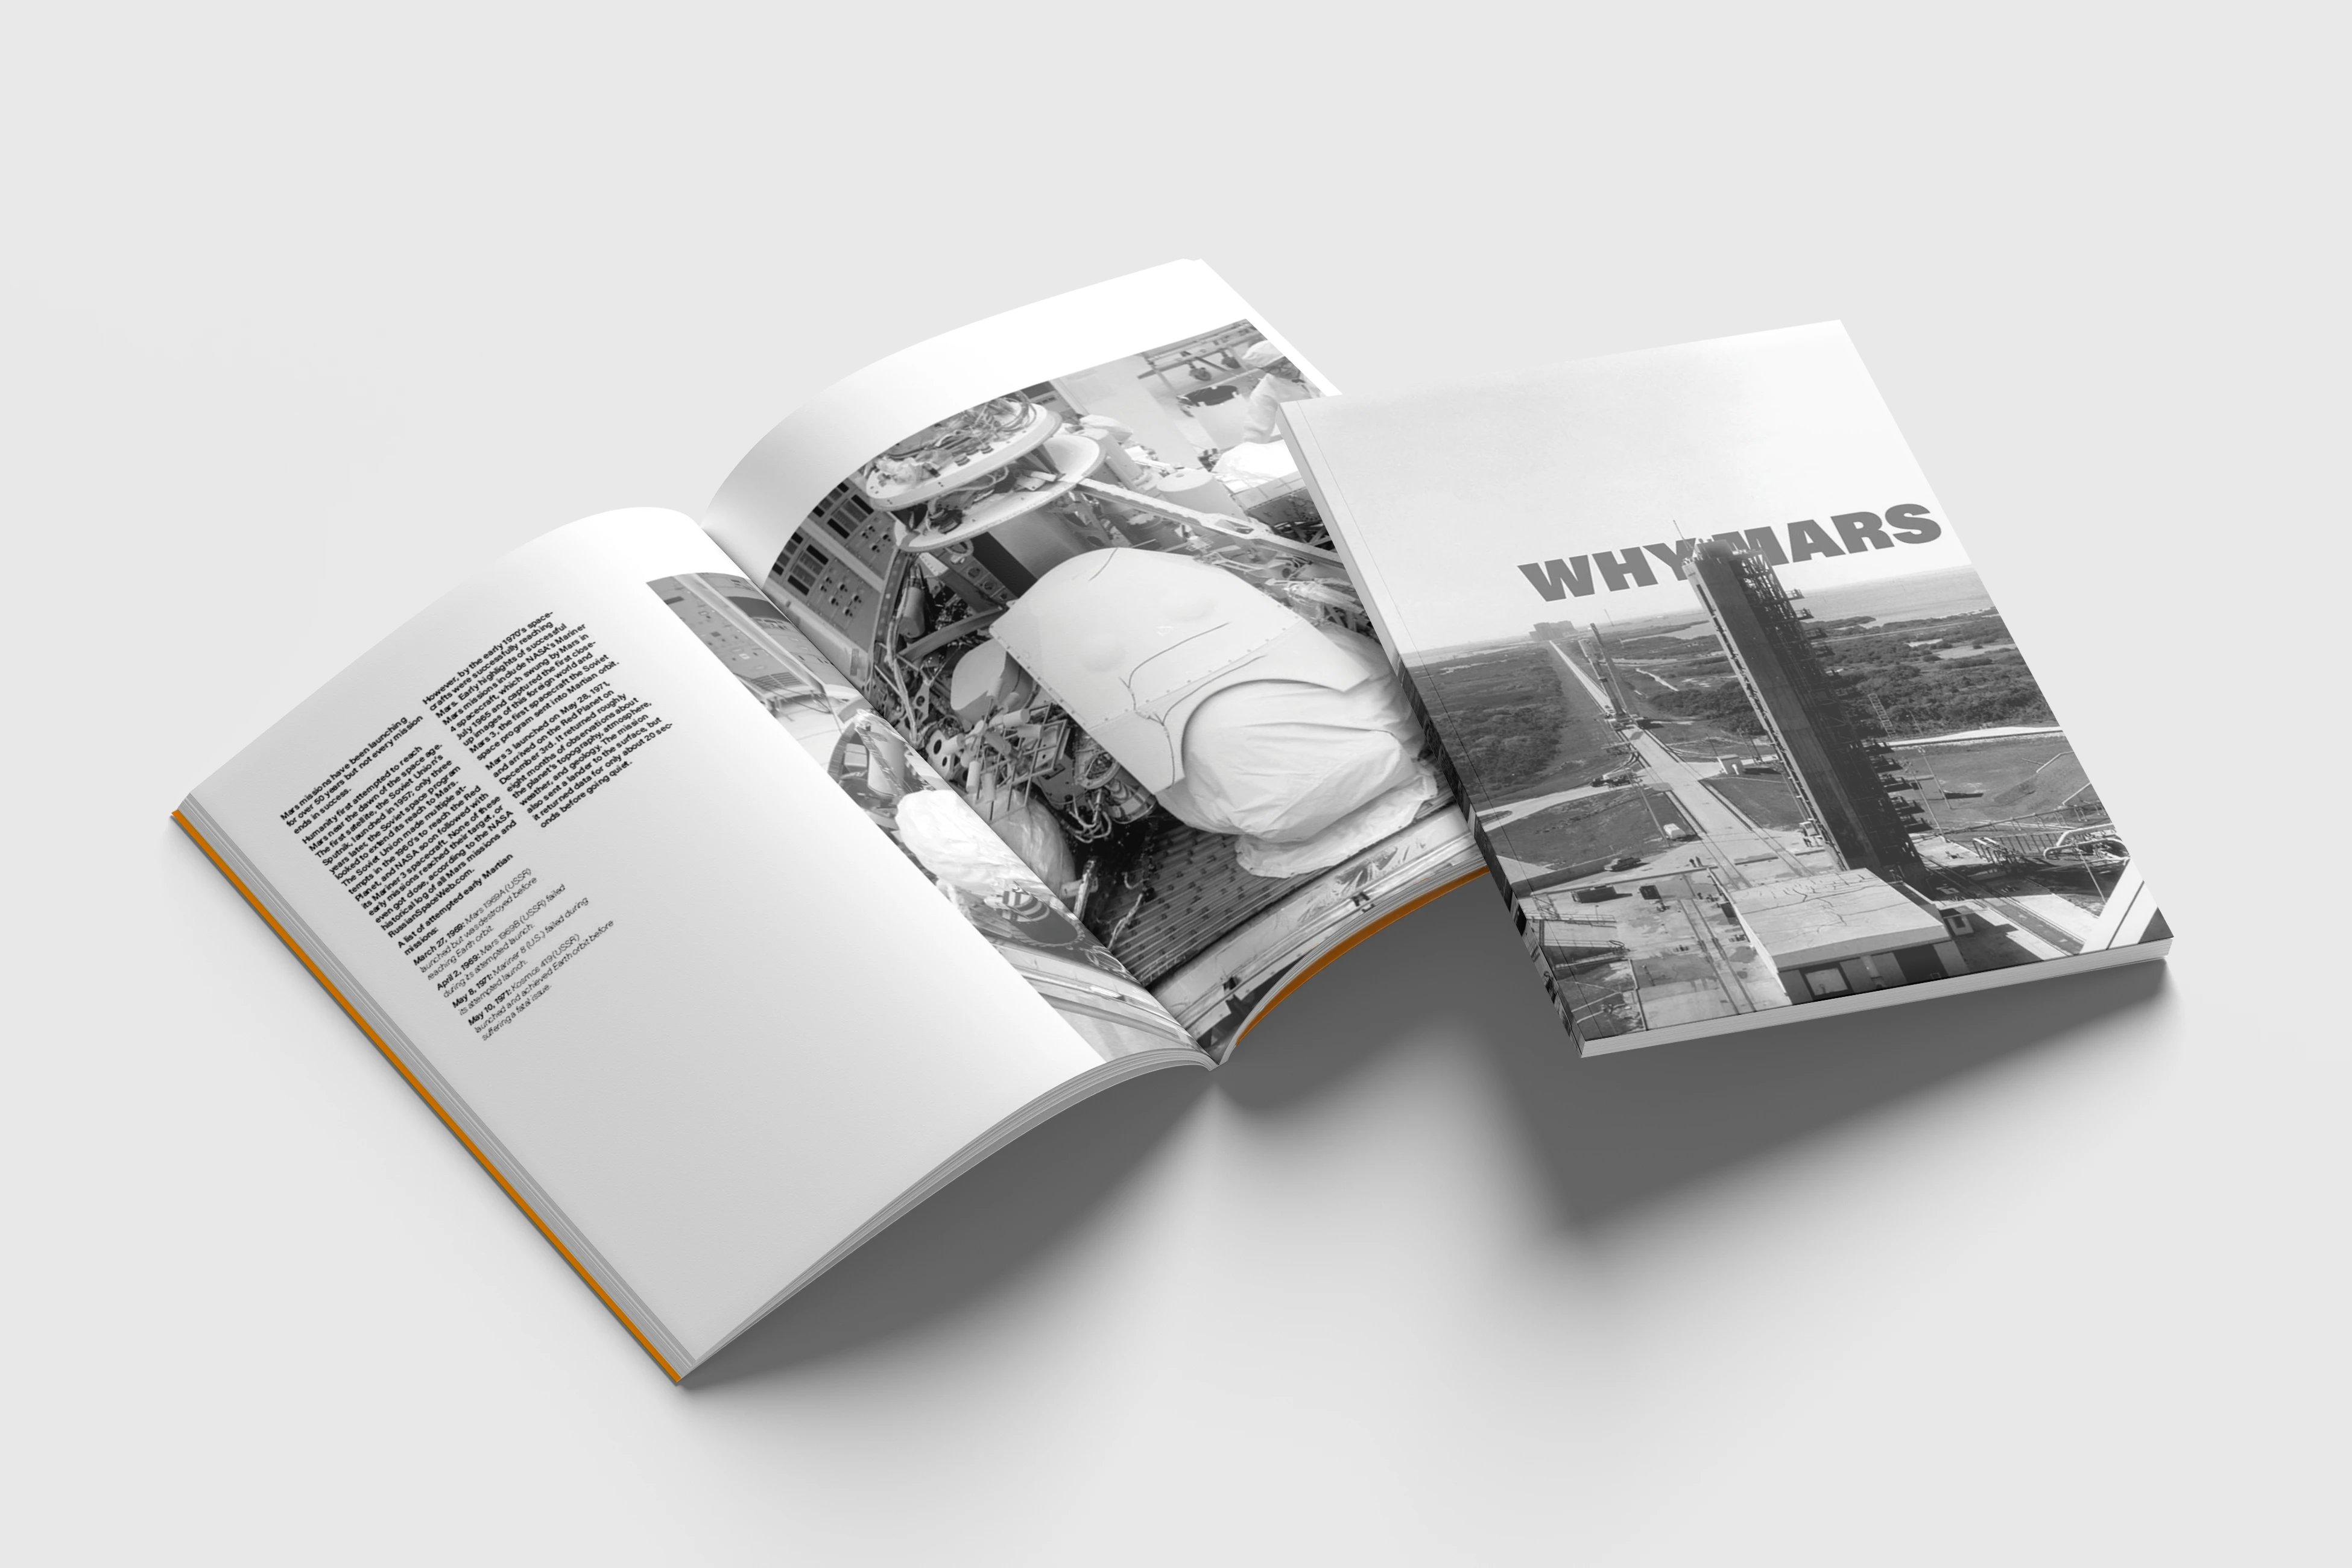 Mars missions have been launching
for over 50 years but not every mission
ends in success.
Humanity first attempted to reach
Mars near the dawn of the space age.
The first satellite, the Soviet Union's
Sputnik, launched in 1957; only three
years later, the Soviet space program
looked to extend its reach to Mars.
The Soviet Union made multiple at-
tempts in the 1960's to reach the Red
Planet, and NASA soon followed with
its Mariner 3 spacecraft. None of these
early missions reached their target, or
even got close, according to the NASA
historical log of all Mars missions and
RussianSpaceWeb.com.
A list of attempted early Martian
missions:
March 27, 1969: Mars 1969A (USSR)
launched but was destroyed before
reaching Earth orbit.
April 2, 1969: Mars 1969B (USSR) failed
during its attempted launch.
May 8, 1971: Mariner 8 (U.S.) failed during
its attempted launch.
May 10, 1971: Kosmos 419 (USSR)
launched and achieved Earth orbit before
suffering a fatal issue.
However, by the early 1970's space-
crafts were successfully reaching
Mars. Early highlights of successful
Mars missions include NASA's Mariner
4 spacecraft, which swung by Mars in
July 1965 and captured the first close-
up images of this foreign world and
Mars 3, the first spacecraft the Soviet
space program sent into Martian orbit.
Mars 3 launched on May 28, 1971,
and arrived on the Red Planet on
December 3rd. It returned roughly
eight months of observations about
the planet's topography, atmosphere,
weather, and geology. The mission
also sent a lander to the surface, but
it returned data for only about 20 sec-
onds before going quiet.
WHY MARS